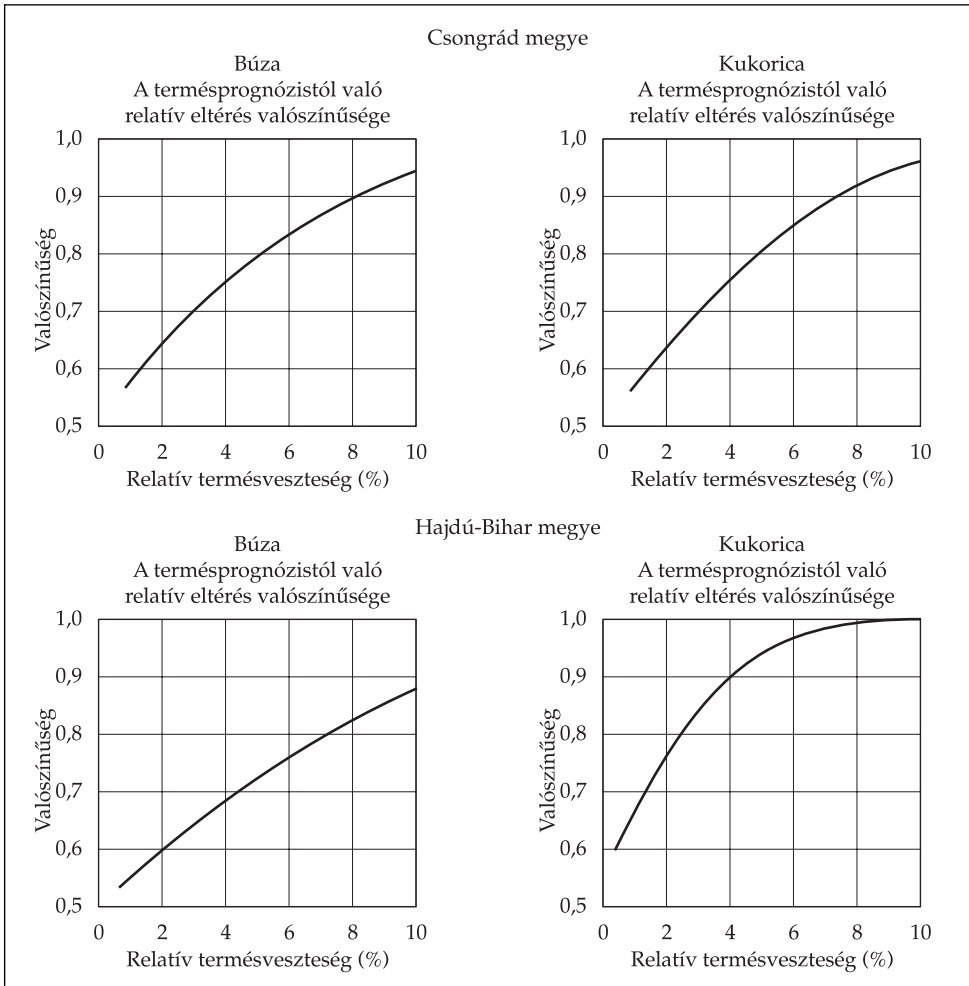 Csongrád megye
Búza
A termésprognózistól való
relatív eltérés valószínűsége
1,0
0,9
0,8
0,7
0,6
0,5
Valószínűség
0 2 4 6 8 10
Relatív termésveszteség (%)
Kukorica
A termésprognózistól való
relatív eltérés valószínűsége
1,0
0,9
0,8
0,7
0,6
0,5
Valószínűség
0 2 4 6 8 10
Relatív termésveszteség (%)
Hajdú-Bihar megye
Búza
A termésprognózistól való
relatív eltérés valószínűsége
1,0
0,9
0,8
0,7
0,6
0,5
Valószínűség
0 2 4 6 8 10
Relatív termésveszteség (%)
Kukorica
A termésprognózistól való
relatív eltérés valószínűsége
1,0
0,9
0,8
0,7
0,6
0,5
Valószínűség
0 2 4 6 8 10
Relatív termésveszteség (%)